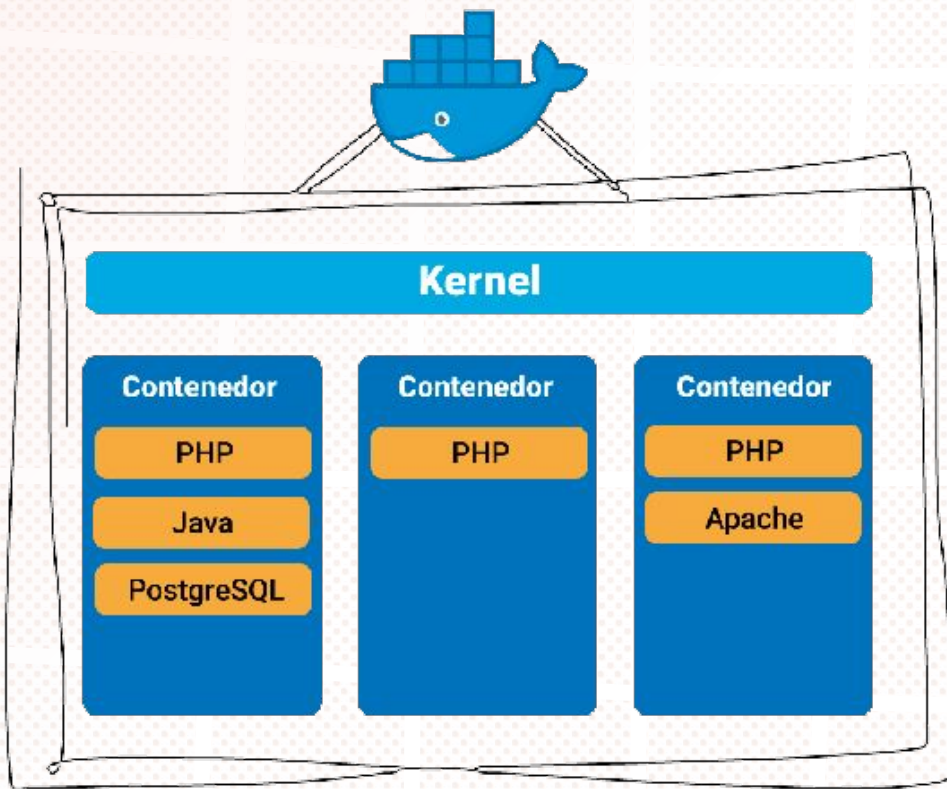 Kernel
Contenedor
PHP
Java
PostgreSQL
Contenedor
PHP
Contenedor
PHP
Apache